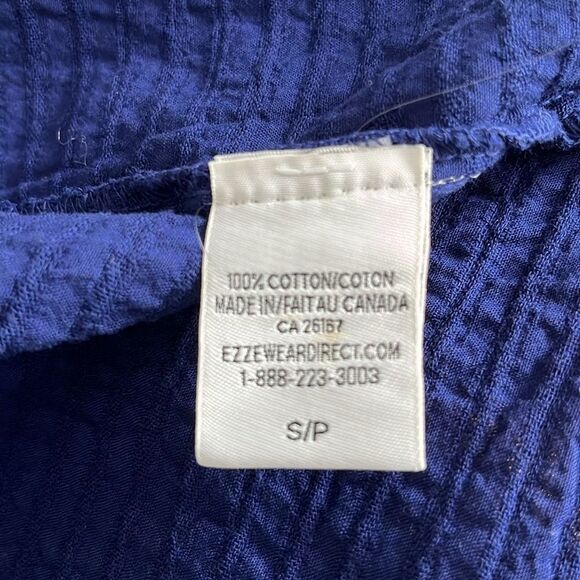 100% COTTON/COTON
MADE IN/FAIT AU CANADA
CA 26167
EZZEWEARDIRECT.COM
1-888-223-3003
S/P